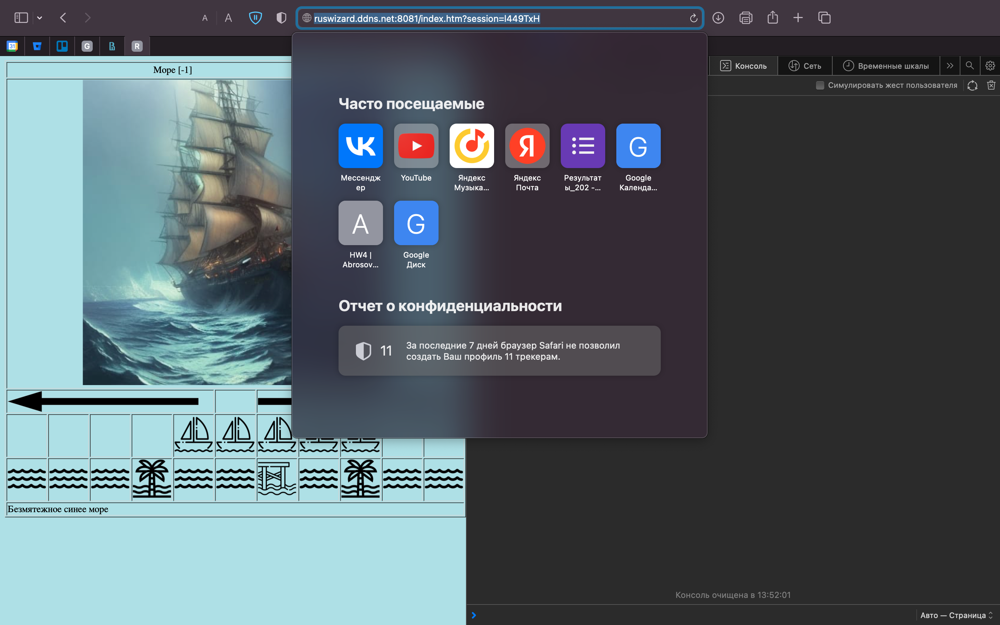 A A ruswizard.ddns.net:8081/index.htm?session=l449TxH
31 G R
Море [-1]
Консоль Сеть Временные шкалы
Симулировать жест пользователя
Часто посещаемые
Мессендж
ер
YouTube
Яндекс
Музыка...
Я
Яндекс
Почта
Результат
ы_202 -...
G
Google
Календа...
A
HW4 |
Abrosov...
G
Google
Диск
Отчет о конфиденциальности
11
За последние 7 дней браузер Safari не позволил
создать Ваш профиль 11 трекерам.
Безмятежное синее море
Консоль очищена в 13:52:01
Авто — Страница